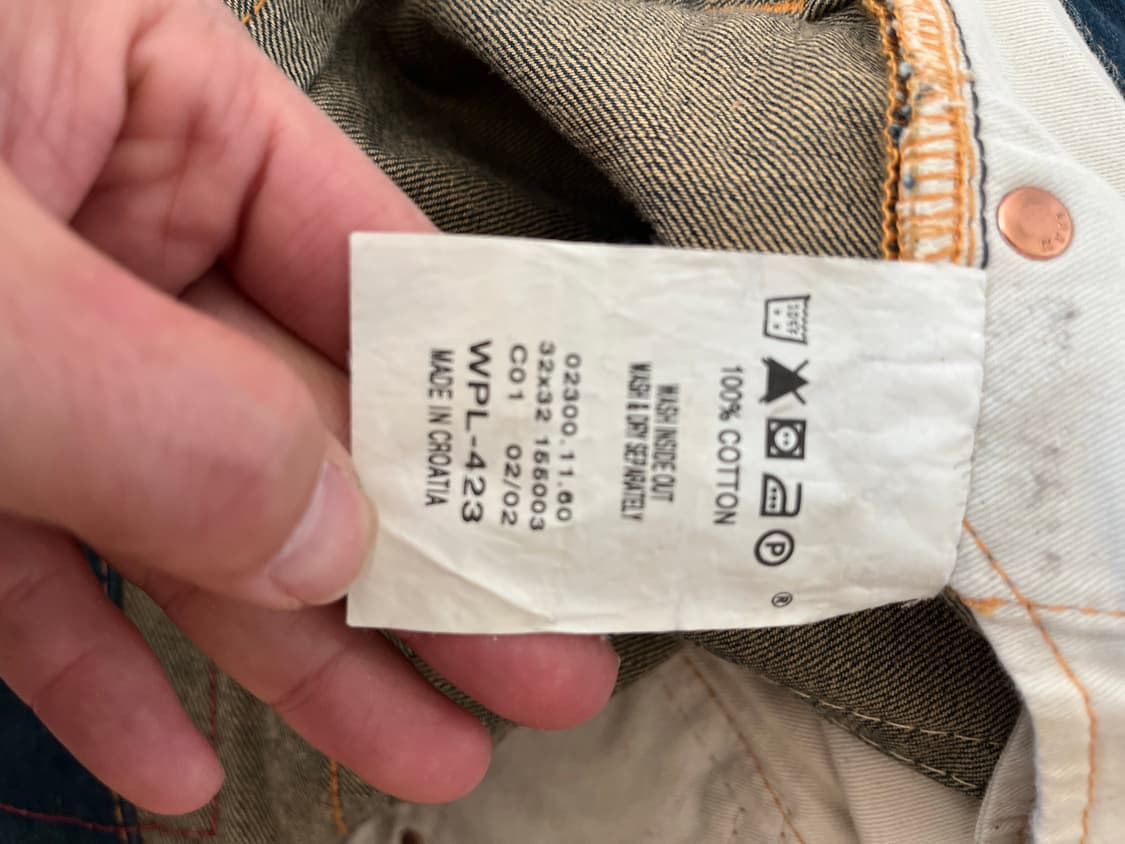 ®
100% COTTON
WASH INSIDE OUT
WASH & DRY SEPARATELY
02300.11.60
32x32 155003
C01 02/02
WPL-423
MADE IN CROATIA